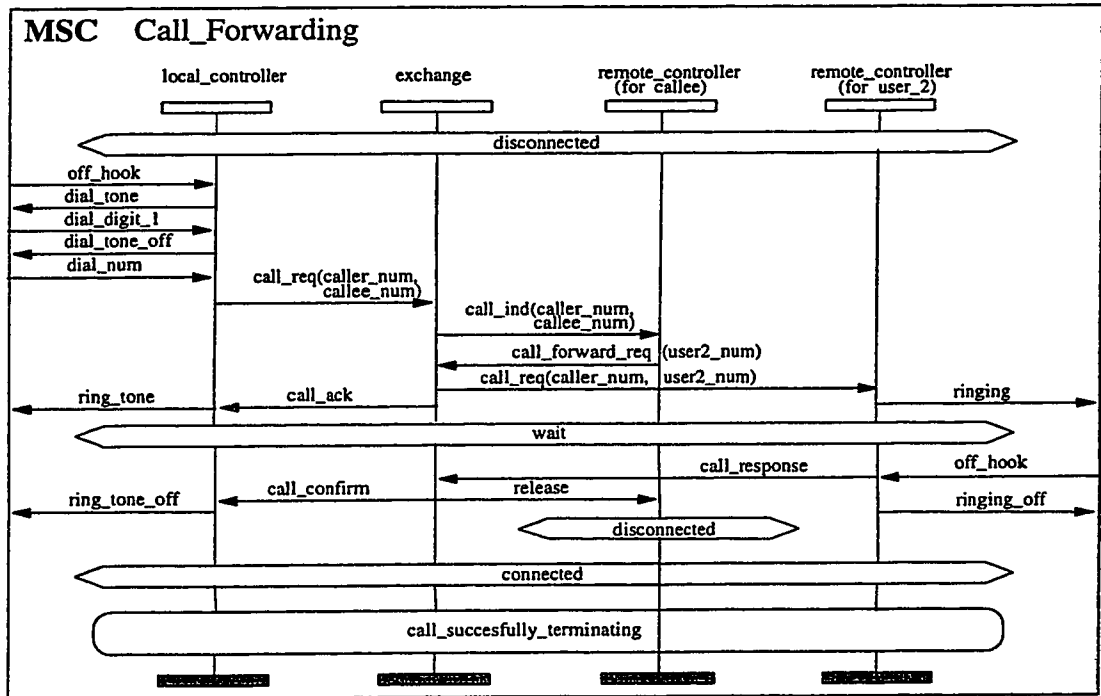 MSC Call_Forwarding
local_controller
exchange
remote_controller
(for callee)
remote_controller
(for user_2)
disconnected
off_hook
dial_tone
dial_digit_1
dial_tone_off
dial_num
call_req(caller_num,
callee_num)
call_ind(caller_num,
callee_num)
call_forward_req (user2_num)
call_req(caller_num, user2_num)
ring_tone
call_ack
ringing
wait
call_response
off_hook
call_confirm
release
ring_tone_off
ringing_off
disconnected
connected
call_succesfully_terminating